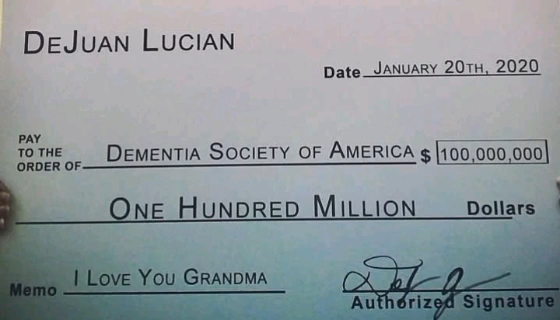 DEJUAN LUCIAN
Date JANUARY 20TH, 2020
PAY
TO THE
ORDER OF DEMENTIA SOCIETY OF AMERICA $ 100,000,000
ONE HUNDRED MILLION Dollars
Memo I LOVE YOU GRANDMA
Authorized Signature